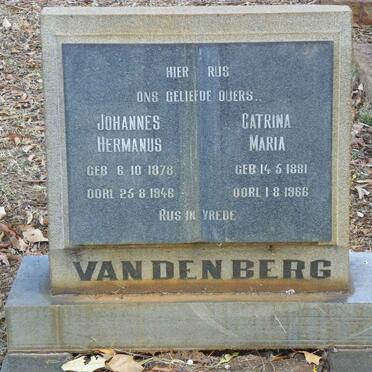 HIER RUS
ONS GELIEFDE OUERS..
JOHANNES HERMANUS
GEB 6·10·1878
OORL 25·8·1946
CATRINA MARIA
GEB 14·5·1881
OORL 1·8·1966
RUS IN VREDE
VAN DEN BERG